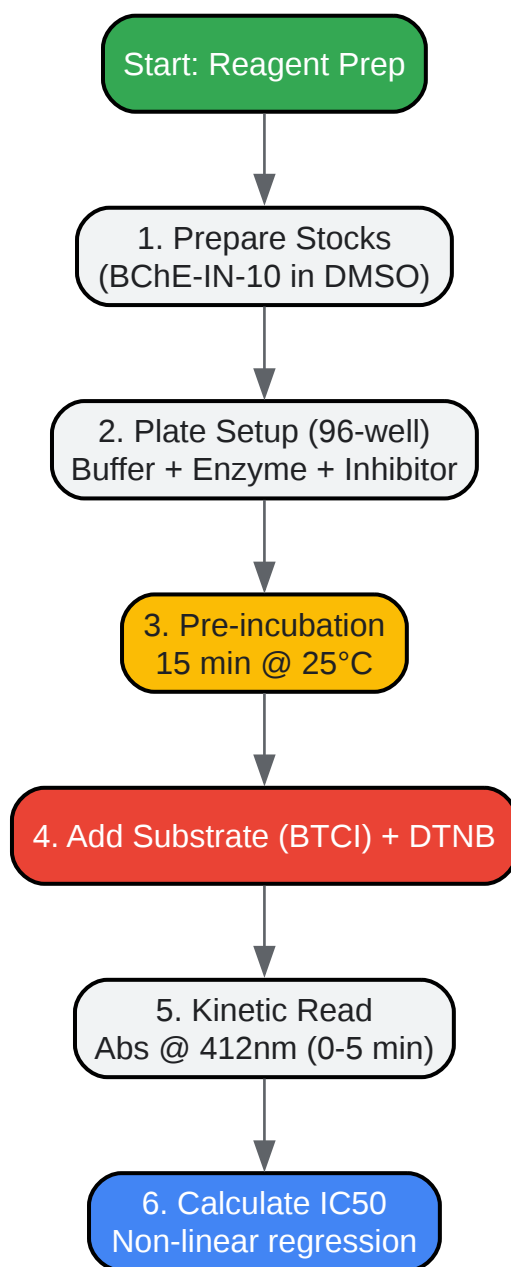 Start: Reagent Prep
1. Prepare Stocks
(BChE-IN-10 in DMSO)
2. Plate Setup (96-well)
Buffer + Enzyme + Inhibitor
3. Pre-incubation
15 min @ 25°C
4. Add Substrate (BTCI) + DTNB
5. Kinetic Read
Abs @ 412nm (0-5 min)
6. Calculate IC50
Non-linear regression